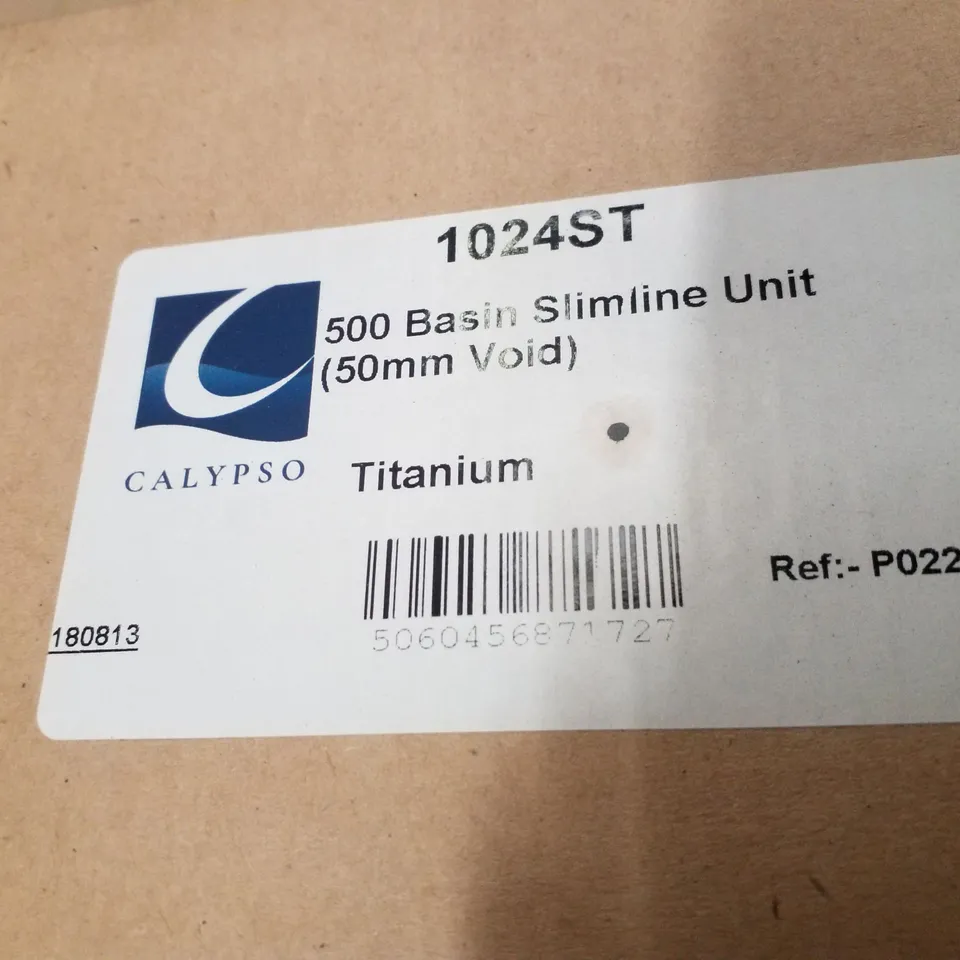 1024ST
500 Basin Slimline Unit
(50mm Void)
CALYPSO
Titanium
Ref:- P022
180813
5060456871727